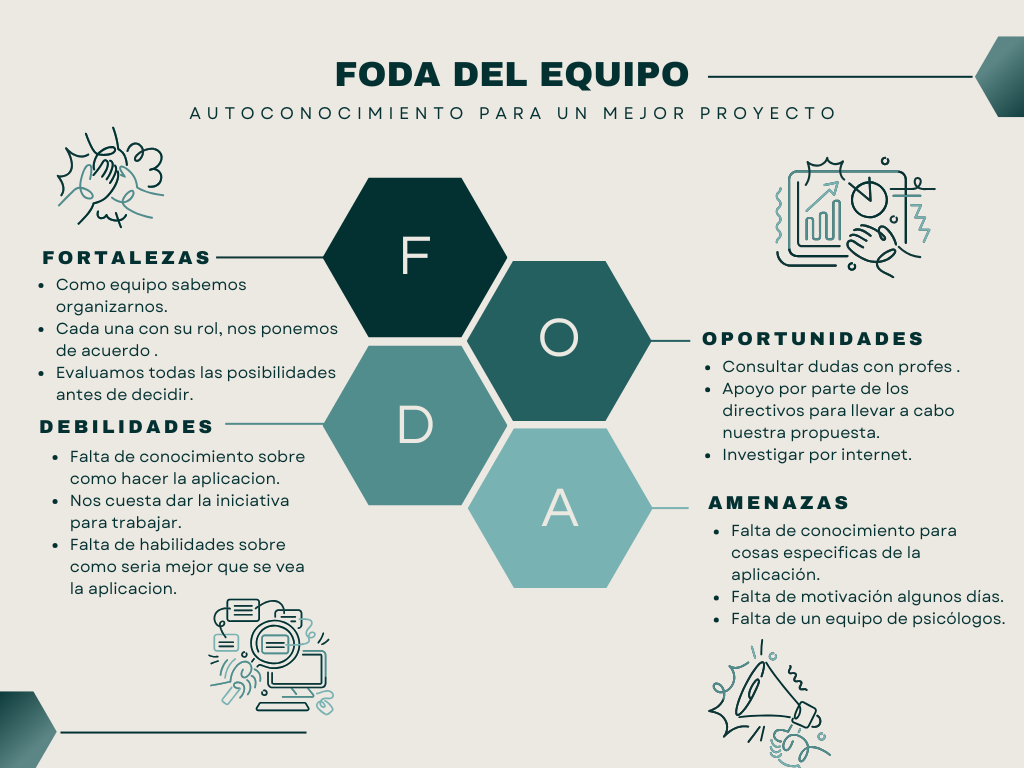 FODA DEL EQUIPO
AUTOCONOCIMIENTO PARA UN MEJOR PROYECTO
F
O
D
A
FORTALEZAS
• Como equipo sabemos
organizarnos.
• Cada una con su rol, nos ponemos
de acuerdo .
• Evaluamos todas las posibilidades
antes de decidir.
DEBILIDADES
• Falta de conocimiento sobre
como hacer la aplicacion.
• Nos cuesta dar la iniciativa
para trabajar.
• Falta de habilidades sobre
como seria mejor que se vea
la aplicacion.
OPORTUNIDADES
• Consultar dudas con profes .
• Apoyo por parte de los
directivos para llevar a cabo
nuestra propuesta.
• Investigar por internet.
AMENAZAS
• Falta de conocimiento para
cosas especificas de la
aplicación.
• Falta de motivación algunos días.
• Falta de un equipo de psicólogos.